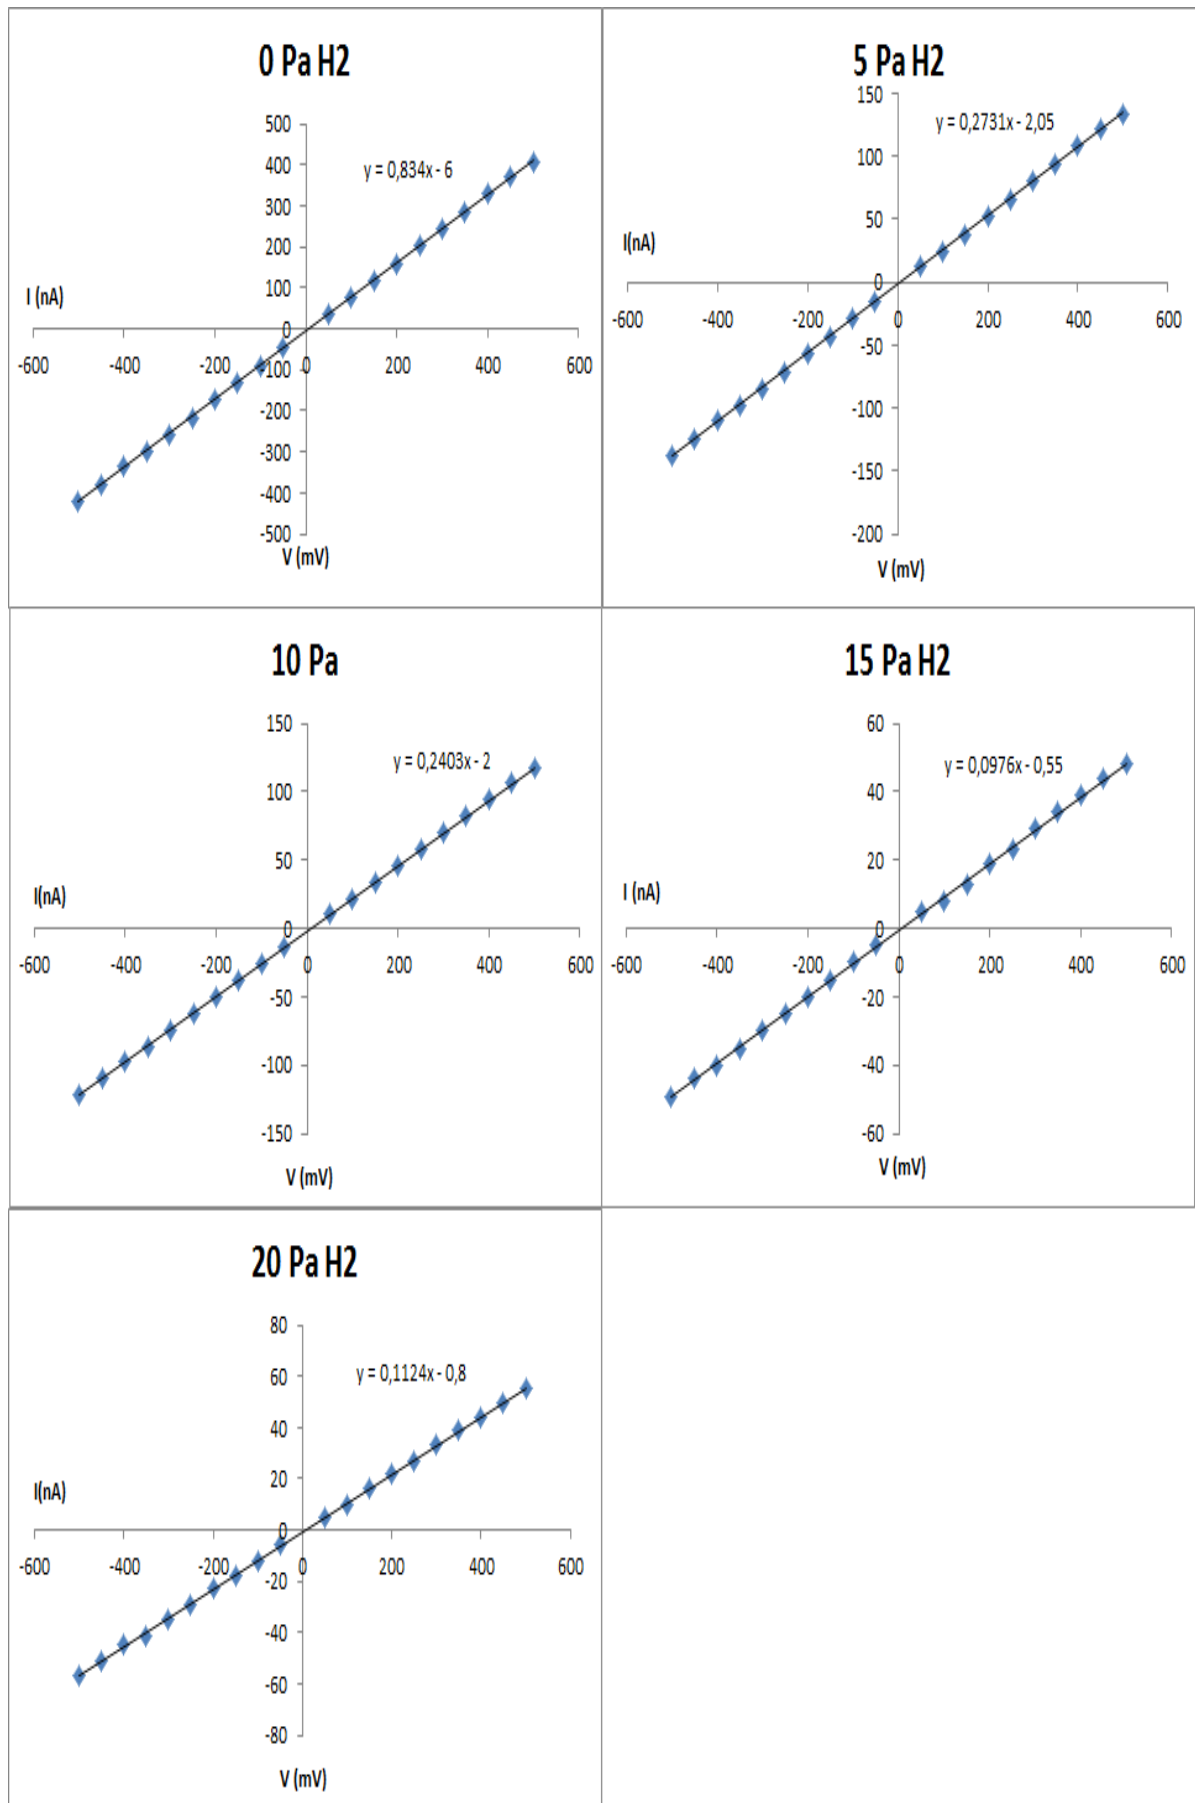 0 Pa H2
500
400
y = 0,834x - 6
300
200
100
I (nA)
0
-600 -400 -200 0 200 400 600
-100
-200
-300
-400
-500
V (mV)
5 Pa H2
150
y = 0,2731x - 2,05
100
50
I(nA)
0
-600 -400 -200 0 200 400 600
-50
-100
-150
-200
V (mV)
10 Pa
150
y = 0,2403x - 2
100
50
I(nA)
0
-600 -400 -200 0 200 400 600
-50
-100
-150
V (mV)
15 Pa H2
60
y = 0,0976x - 0,55
40
20
I (nA)
0
-600 -400 -200 0 200 400 600
-20
-40
-60
V (mV)
20 Pa H2
80
60
y = 0,1124x - 0,8
40
20
I(nA)
0
-600 -400 -200 0 200 400 600
-20
-40
-60
-80
V (mV)